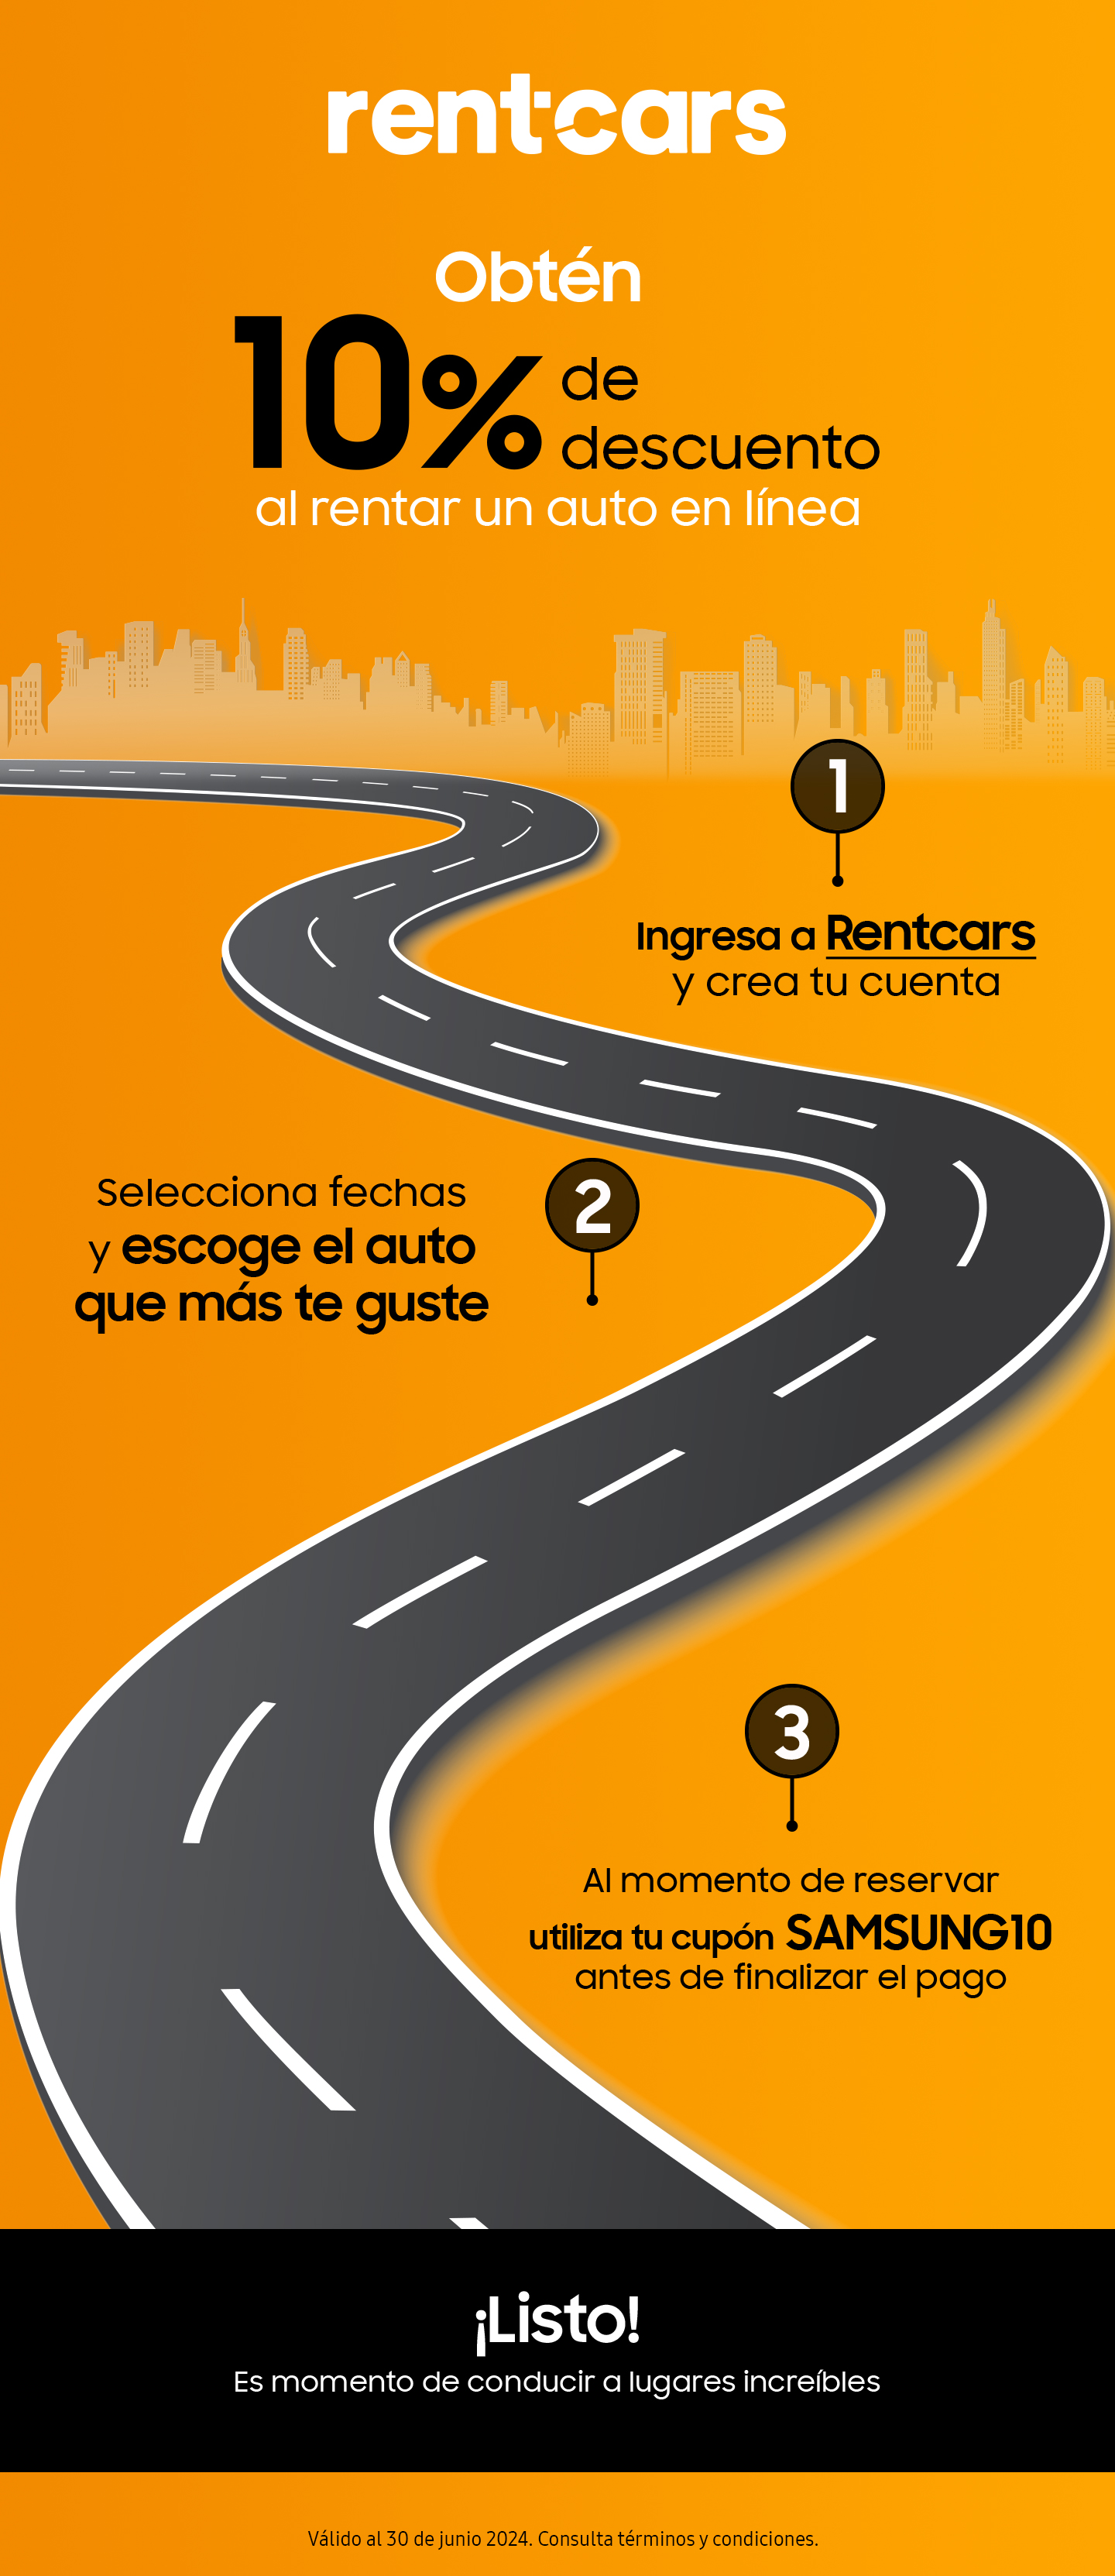 rentcars
Obtén
10% de
descuento
al rentar un auto en línea
1
Ingresa a Rentcars
y crea tu cuenta
2
Selecciona fechas
y escoge el auto
que más te guste
3
Al momento de reservar
utiliza tu cupón SAMSUNG10
antes de finalizar el pago
¡Listo!
Es momento de conducir a lugares increíbles
Válido al 30 de junio 2024. Consulta términos y condiciones.